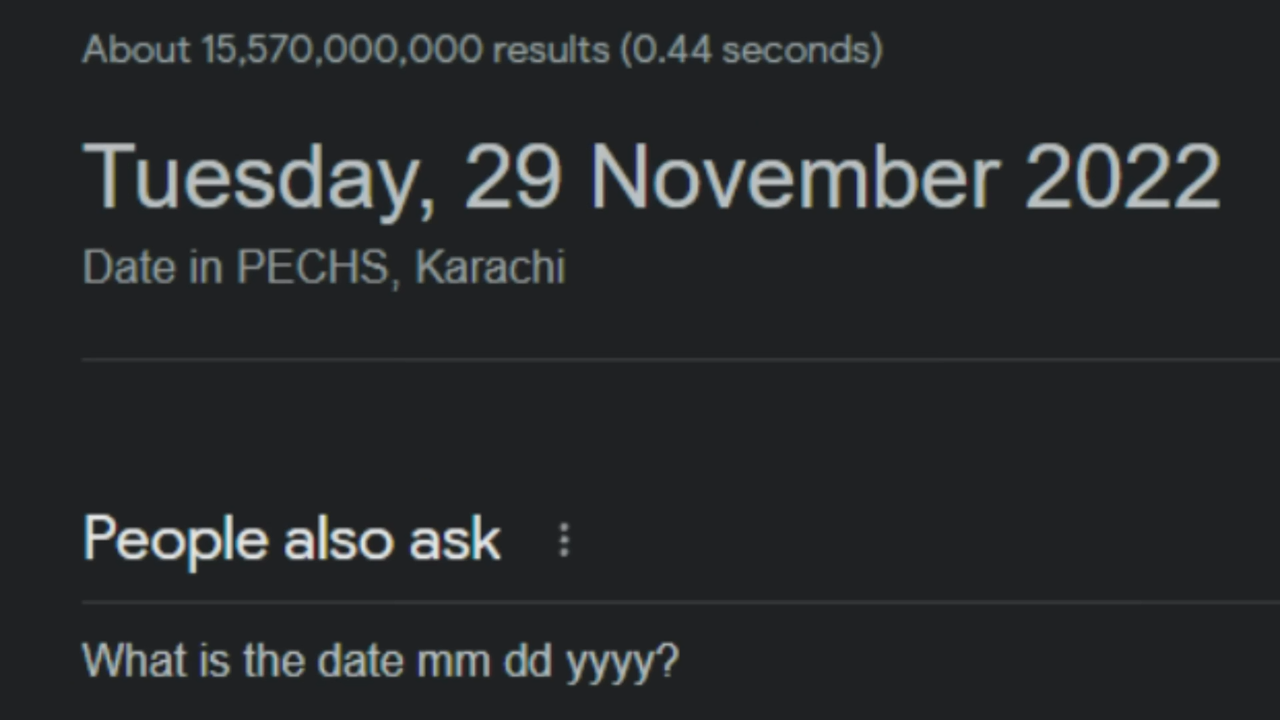 About 15,570,000,000 results (0.44 seconds)
Tuesday, 29 November 2022
Date in PECHS, Karachi
People also ask
What is the date mm dd yyyy?